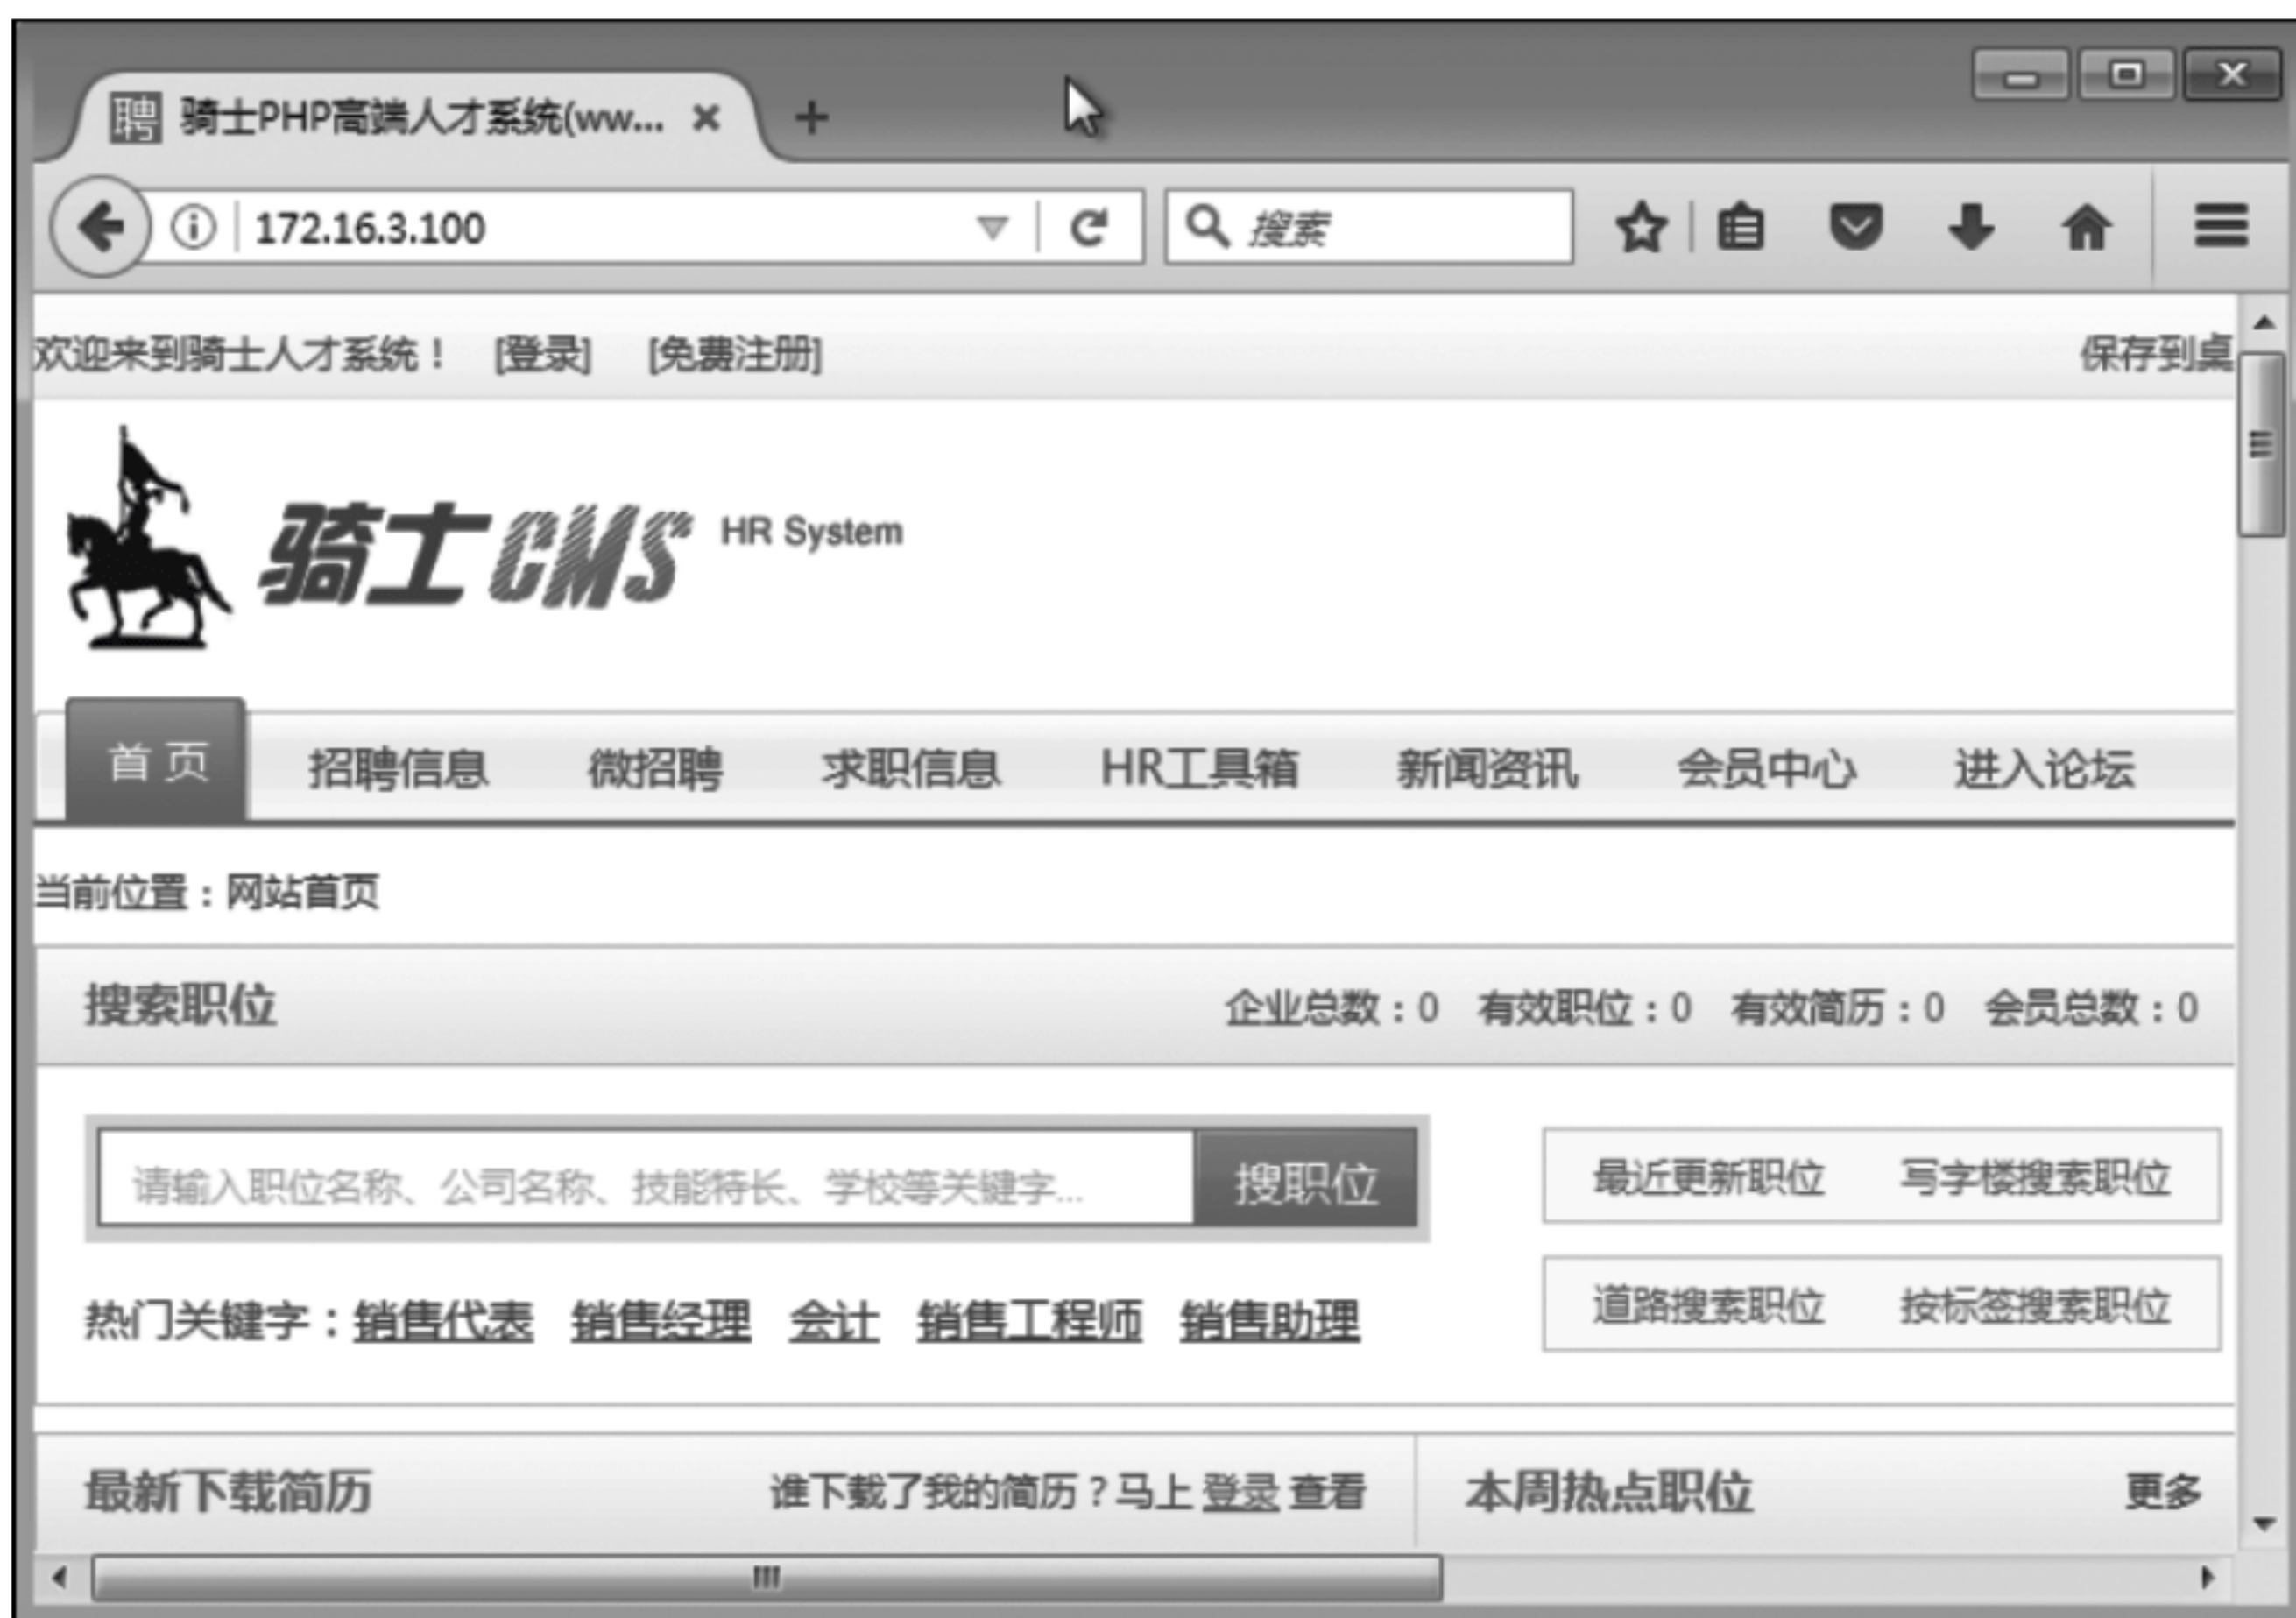 聘 骑士PHP高端人才系统(ww...
172.16.3.100 搜索
欢迎来到骑士人才系统！ [登录] [免费注册] 保存到桌
骑士CMS HR System
首页 招聘信息 微招聘 求职信息 HR工具箱 新闻资讯 会员中心 进入论坛
当前位置：网站首页
搜索职位 企业总数：0 有效职位：0 有效简历：0 会员总数：0
请输入职位名称、公司名称、技能特长、学校等关键字... 搜职位 最近更新职位 写字楼搜索职位
热门关键字：销售代表 销售经理 会计 销售工程师 销售助理 道路搜索职位 按标签搜索职位
最新下载简历 谁下载了我的简历？马上 登录 查看 本周热点职位 更多